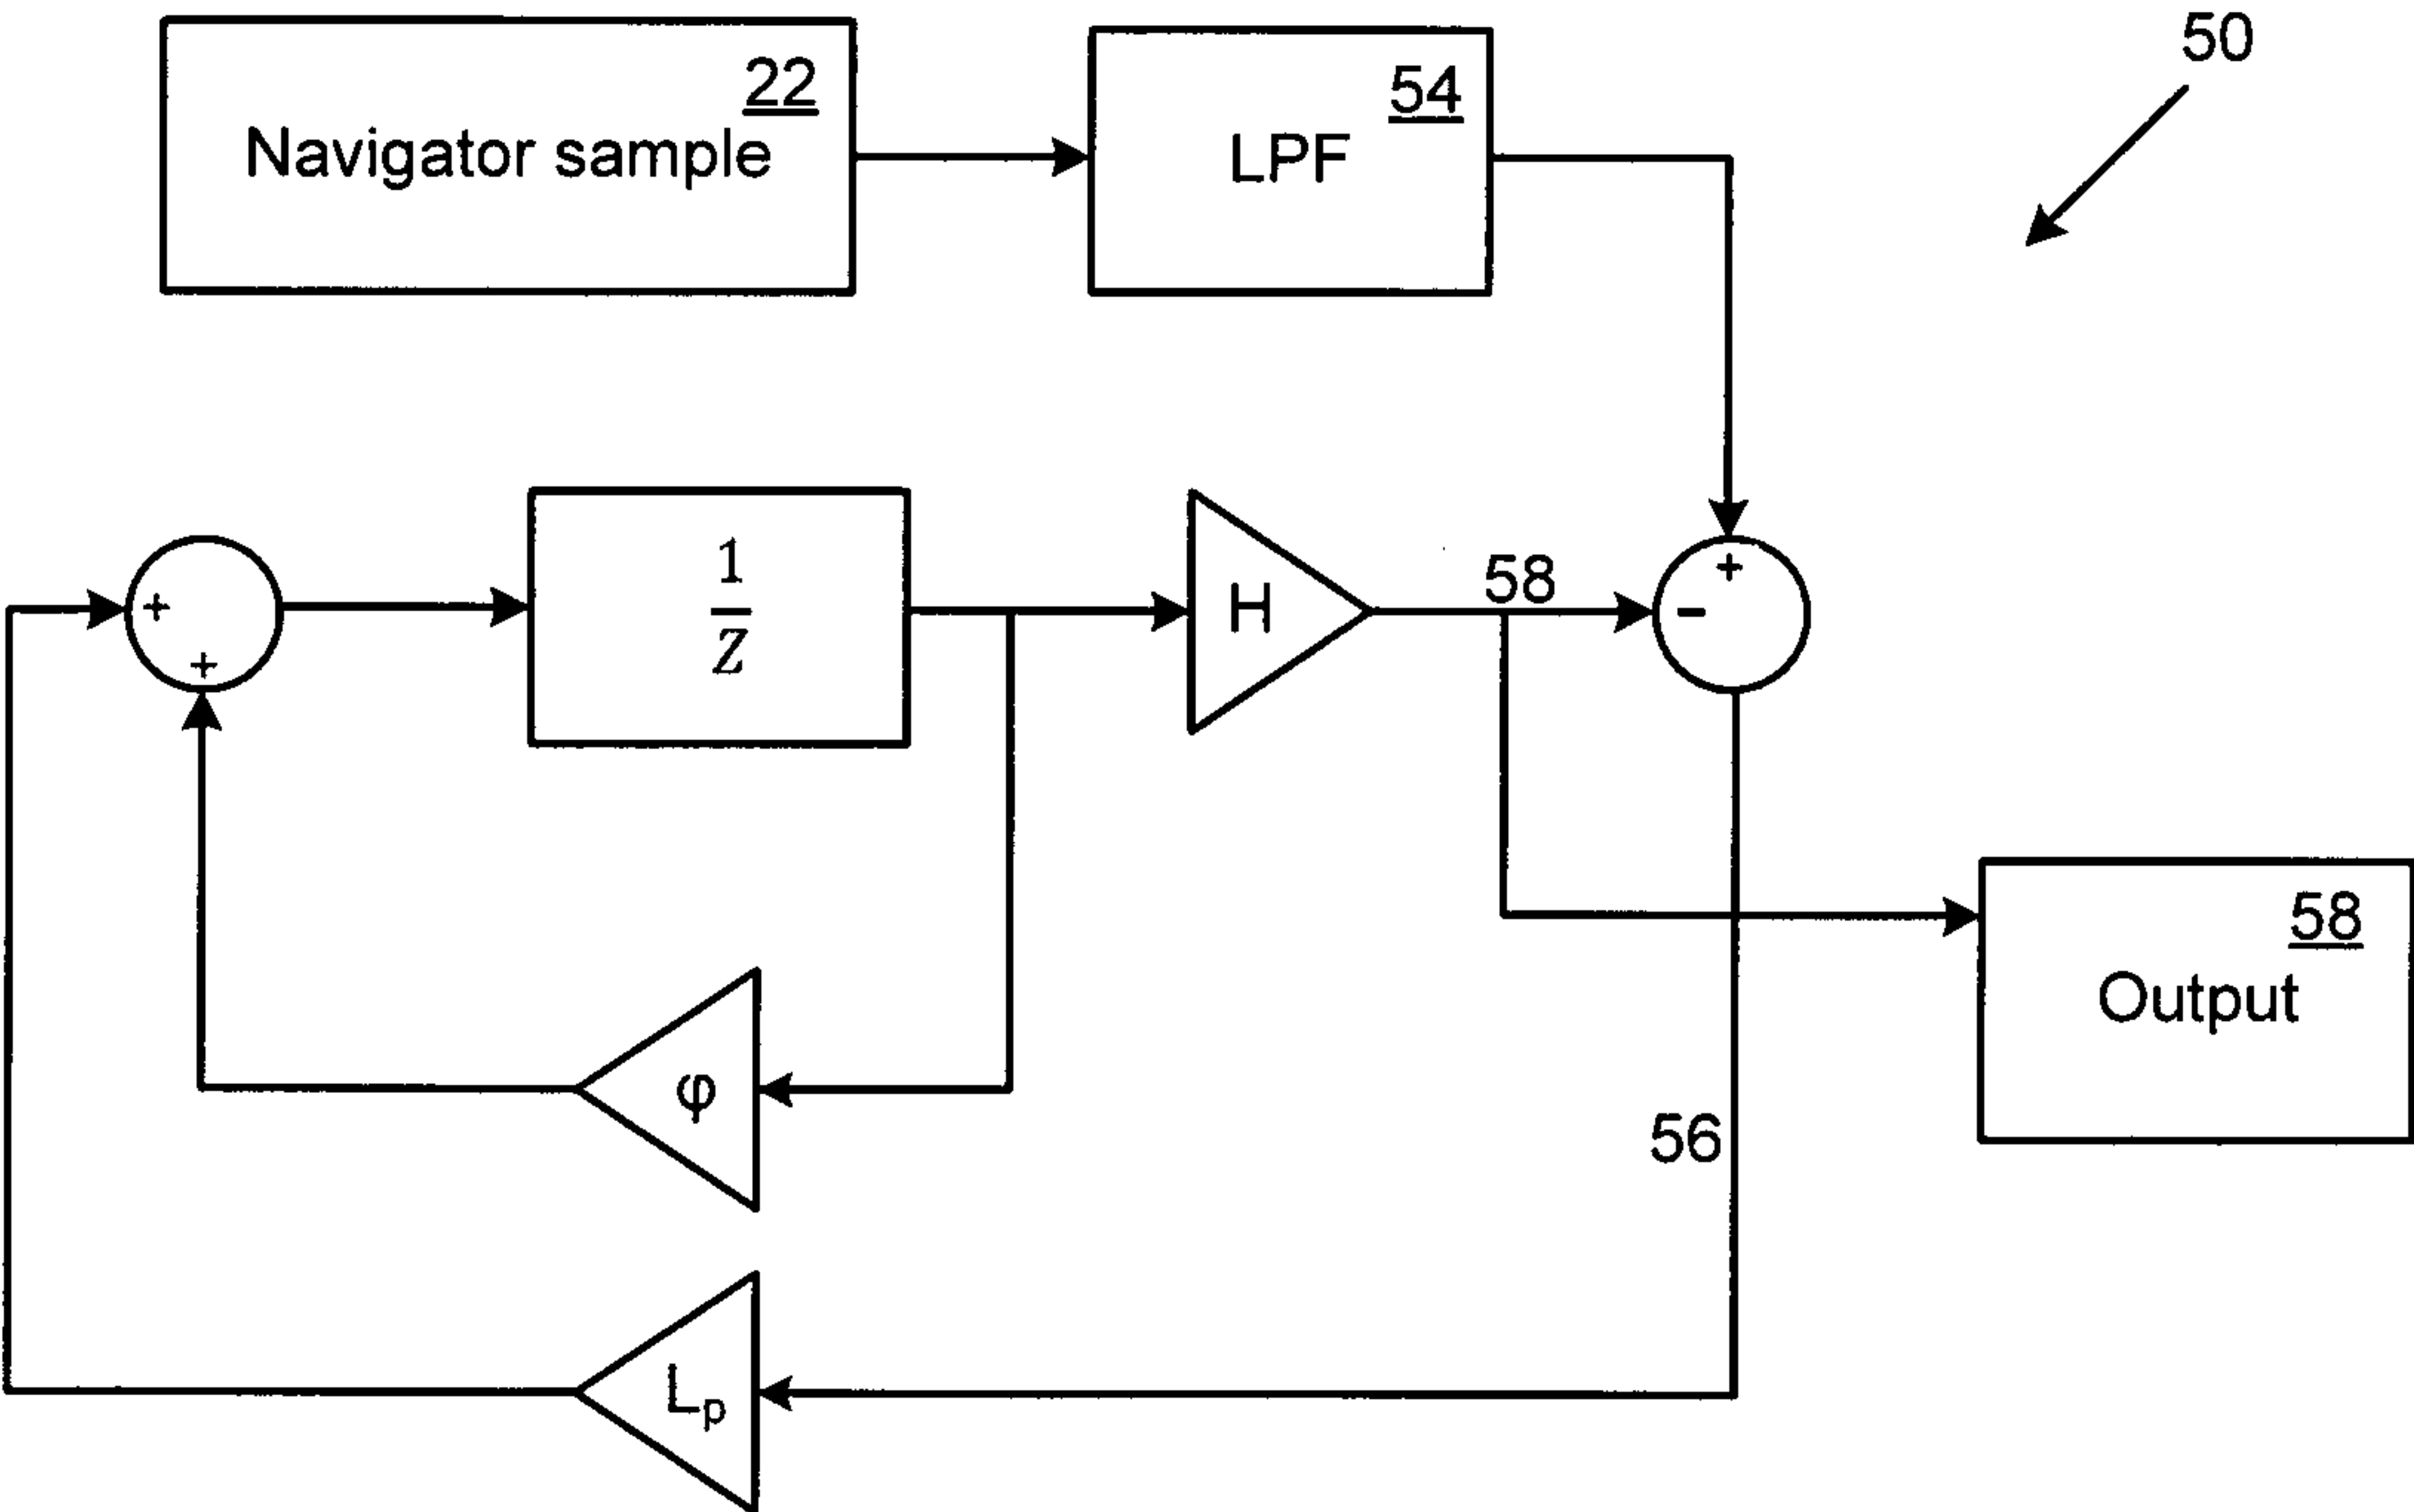 50
22
Navigator sample
54
LPF
+
+
+
1
Z
H
58
+
-
58
Output
φ
56
Lp